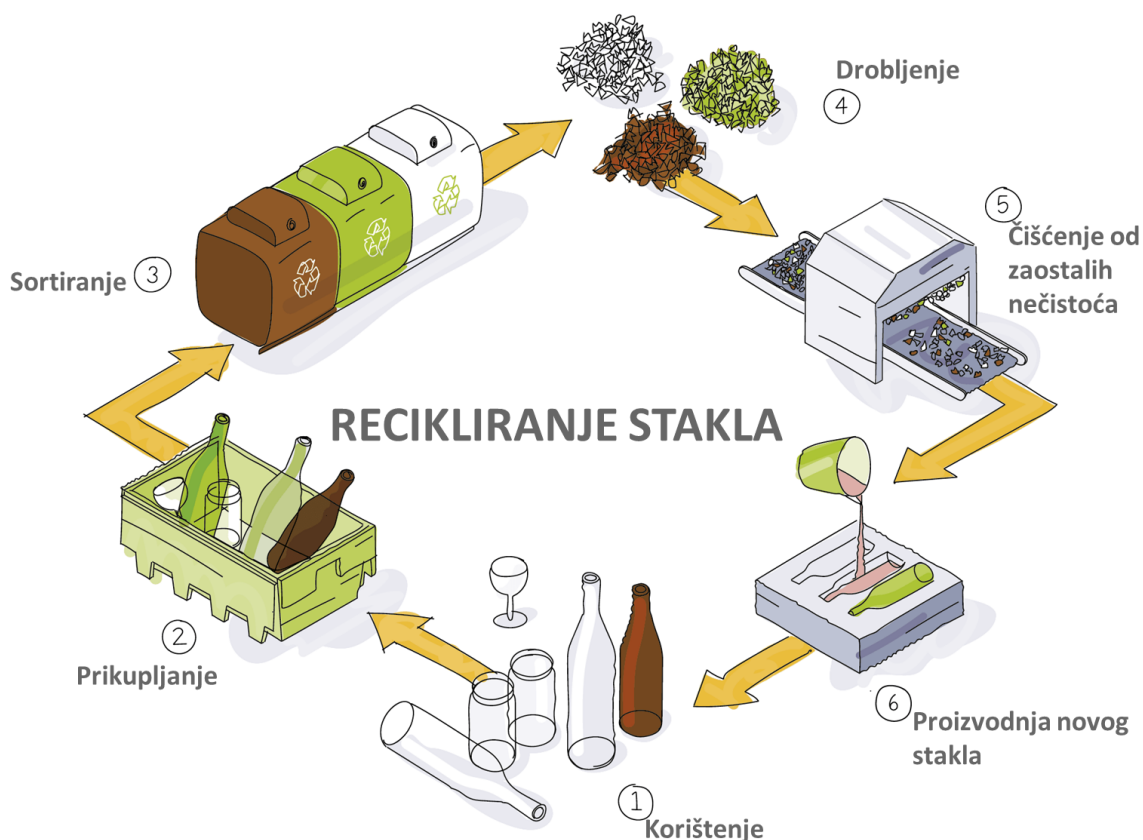 RECIKLIRANJE STAKLA
1
Korištenje
2
Prikupljanje
Sortiranje 3
Drobljenje
4
5
Čišćenje od
zaostalih
nečistoća
6
Proizvodnja novog
stakla